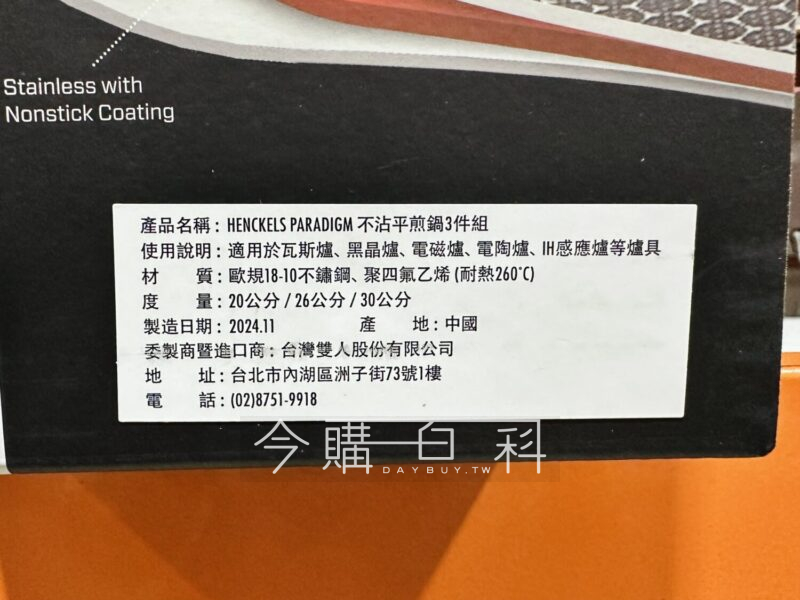 Stainless with
Nonstick Coating
產品名稱：HENCKELS PARADIGM 不沾平煎鍋3件組
使用說明：適用於瓦斯爐、黑晶爐、電磁爐、電陶爐、IH感應爐等爐具
材　　質：歐規18-10不鏽鋼、聚四氟乙烯 (耐熱260°C)
度　　量：20公分 / 26公分 / 30公分
製造日期：2024.11　　產　　地：中國
委製商暨進口商：台灣雙人股份有限公司
地　　址：台北市內湖區洲子街73號1樓
電　　話：(02)8751-9918
今購百科
DAYBUY.TW